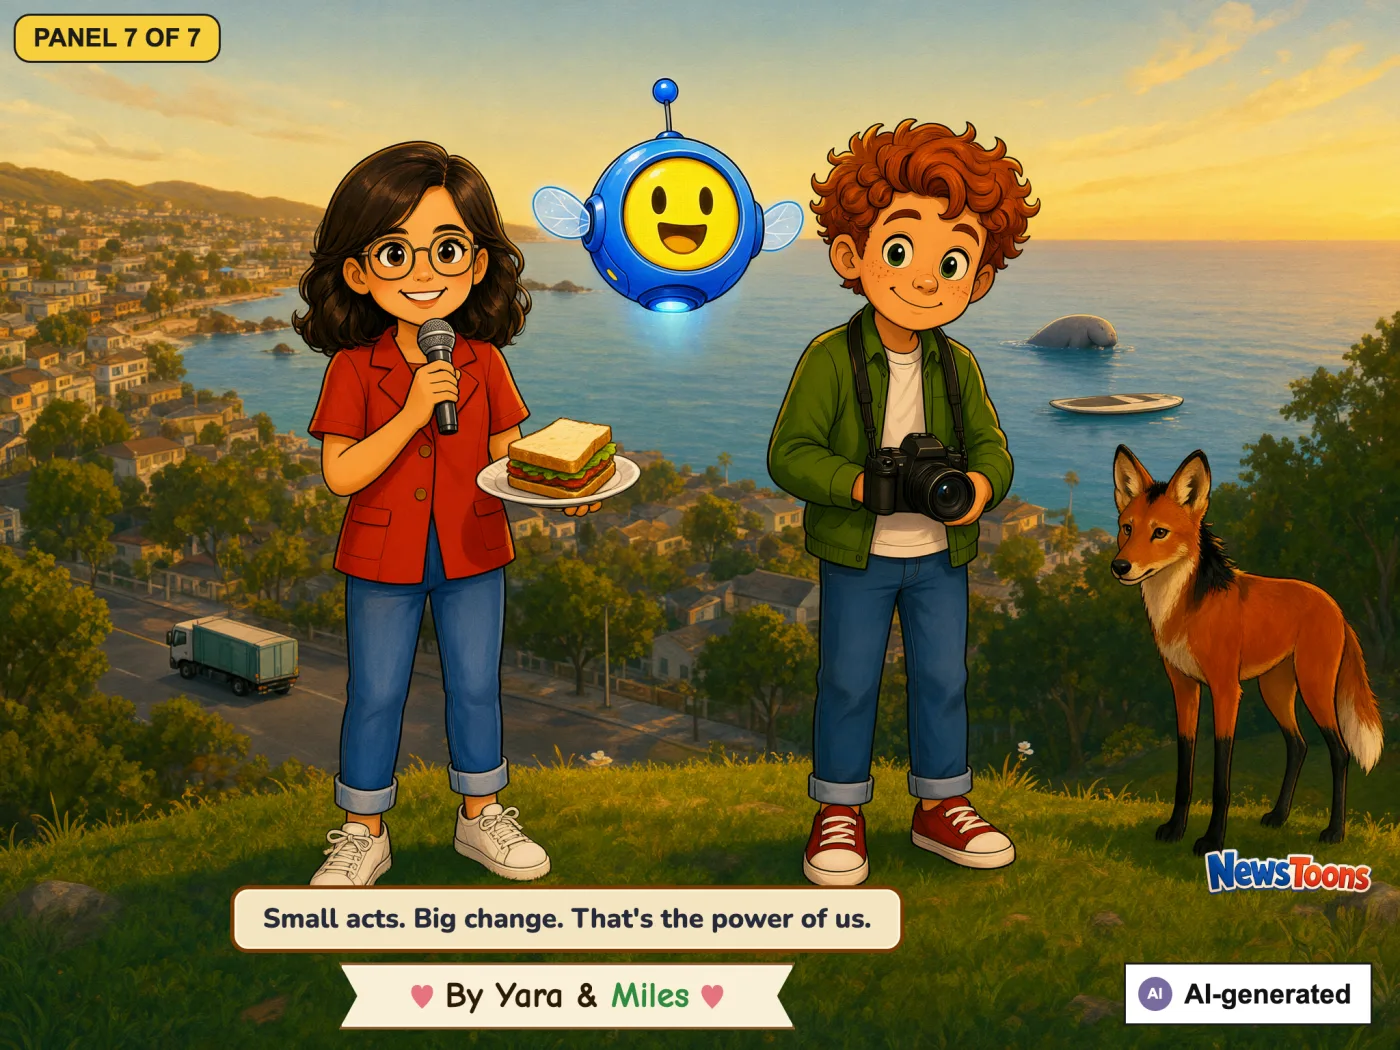 PANEL 7 OF 7
NewsToons
Small acts. Big change. That's the power of us.
By Yara & Miles
AI AI-generated